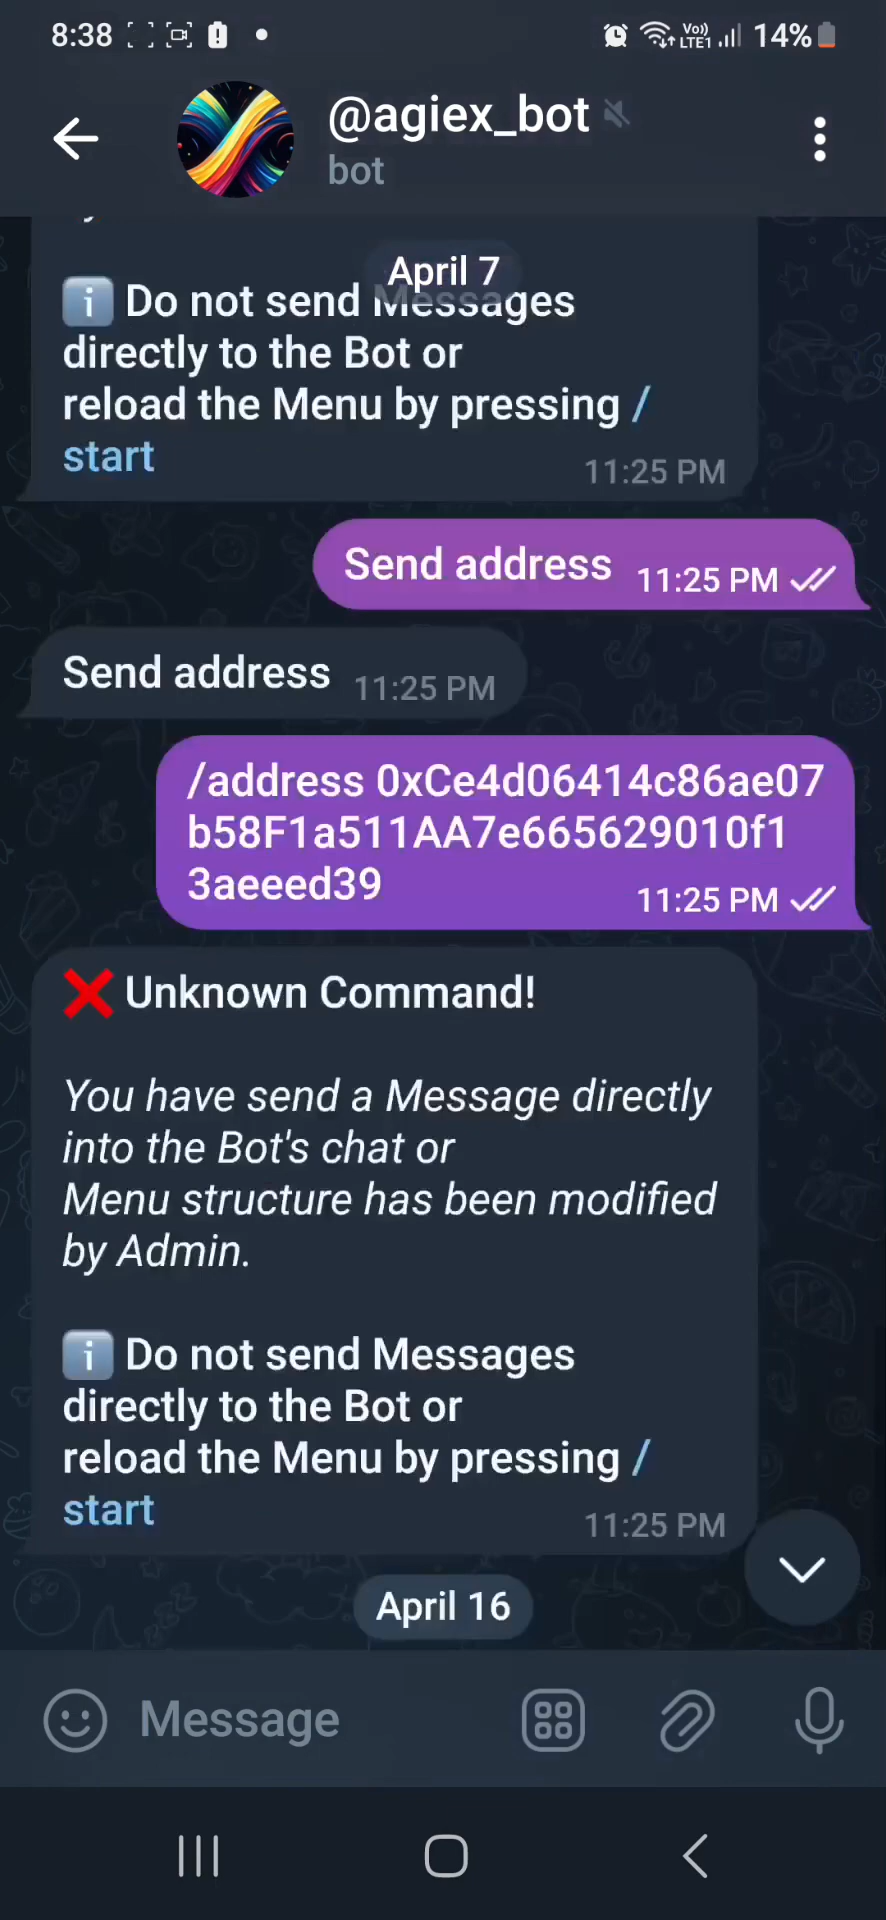 8:38
Vo))
LTE1
14%
@agiex_bot
bot
April 7
Do not send Messages
directly to the Bot or
reload the Menu by pressing /
start
11:25 PM
Send address
11:25 PM
Send address
11:25 PM
/address 0xCe4d06414c86ae07
b58F1a511AA7e665629010f1
3aeeed39
11:25 PM
Unknown Command!
You have send a Message directly
into the Bot's chat or
Menu structure has been modified
by Admin.
Do not send Messages
directly to the Bot or
reload the Menu by pressing /
start
11:25 PM
April 16
Message